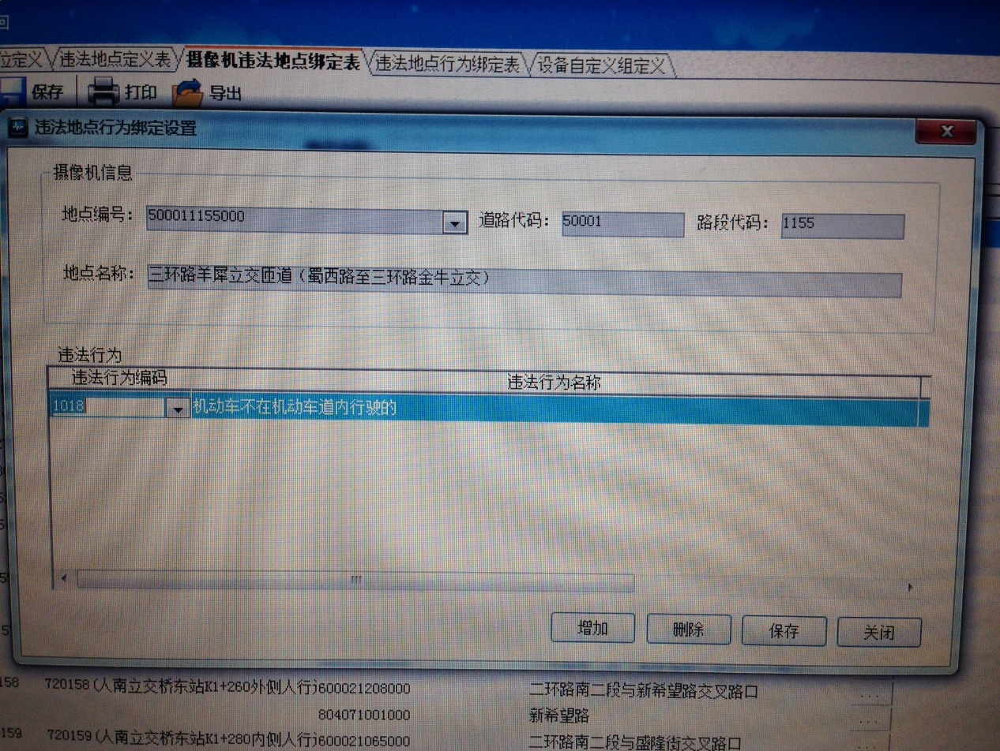 位定义 违法地点定义表 摄像机违法地点绑定表 违法地点行为绑定表 设备自定义组定义
保存 打印 导出
违法地点行为绑定设置
摄像机信息
地点编号: 500011155000 道路代码: 50001 路段代码: 1155
地点名称: 三环路羊犀立交匝道(蜀西路至三环路金牛立交)
违法行为
违法行为编码 违法行为名称
1018 机动车不在机动车道内行驶的
增加 删除 保存 关闭
158 720158(人南立交桥东站K1+260外侧人行 600021208000 二环路南二段与新希望路交叉路口 ...
804071001000 新希望路 ...
159 720159(人南立交桥东站K1+280内侧人行 600021065000 二环路南二段与盛隆街交叉路口 ...